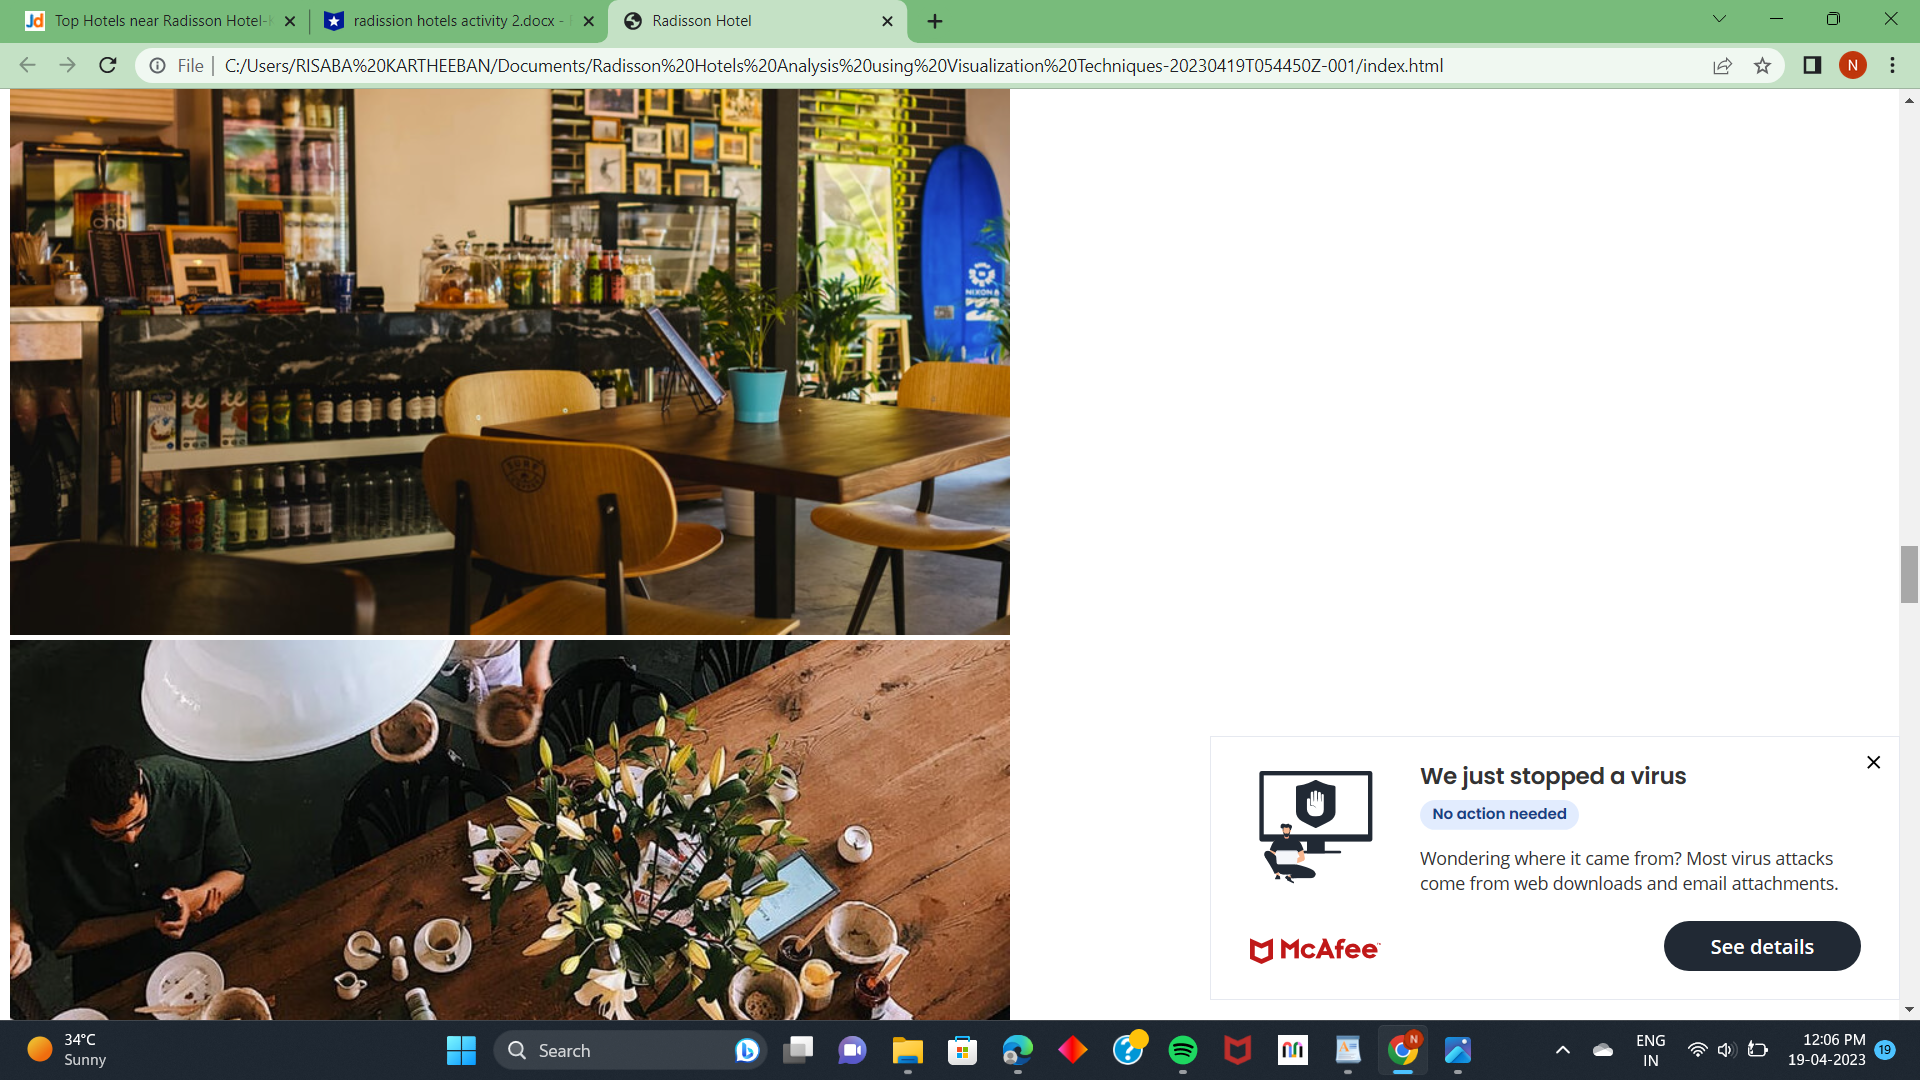 Top Hotels near Radisson Hotel-
radission hotels activity 2.docx -
Radisson Hotel
File
C:/Users/RISABA%20KARTHEEBAN/Documents/Radisson%20Hotels%20Analysis%20using%20Visualization%20Techniques-20230419T054450Z-001/index.html
N
chai
NIXON
SURF
We just stopped a virus
No action needed
Wondering where it came from? Most virus attacks
come from web downloads and email attachments.
McAfee
See details
34°C
Sunny
Search
N
ENG
IN
12:06 PM
19-04-2023
19